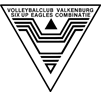 VOLLEYBALCLUB VALKENBURG
SIX UP EAGLES COMBINATIE